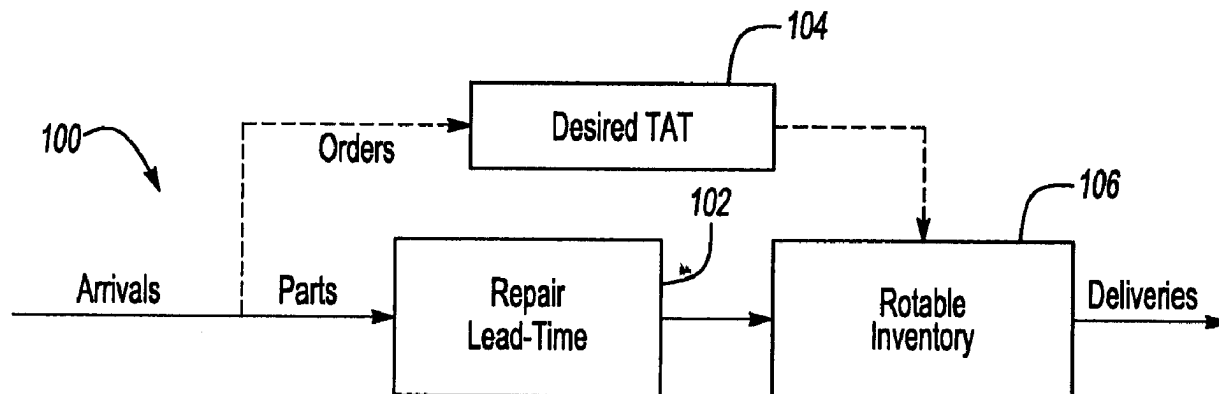 104
Desired TAT
100
Orders
102
106
Arrivals
Parts
Repair
Lead-Time
Rotable
Inventory
Deliveries